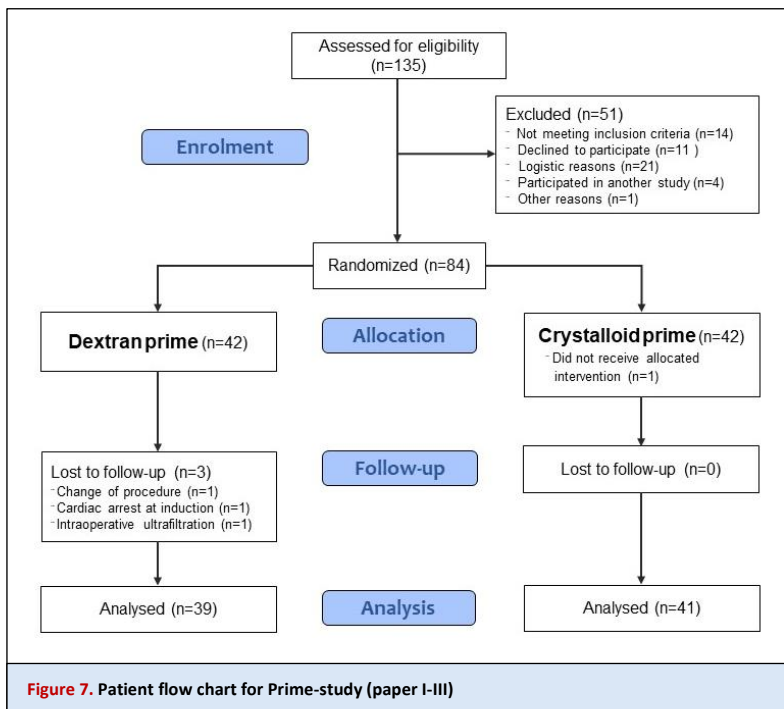 Assessed for eligibility
(n=135)
Excluded (n=51)
- Not meeting inclusion criteria (n=14)
- Declined to participate (n=11 )
- Logistic reasons (n=21)
- Participated in another study (n=4)
- Other reasons (n=1)
Enrolment
Randomized (n=84)
Dextran prime (n=42)
Allocation
Crystalloid prime (n=42)
- Did not receive allocated
intervention (n=1)
Lost to follow-up (n=3)
- Change of procedure (n=1)
- Cardiac arrest at induction (n=1)
- Intraoperative ultrafiltration (n=1)
Follow-up
Lost to follow-up (n=0)
Analysed (n=39)
Analysis
Analysed (n=41)
Figure 7. Patient flow chart for Prime-study (paper I-III)